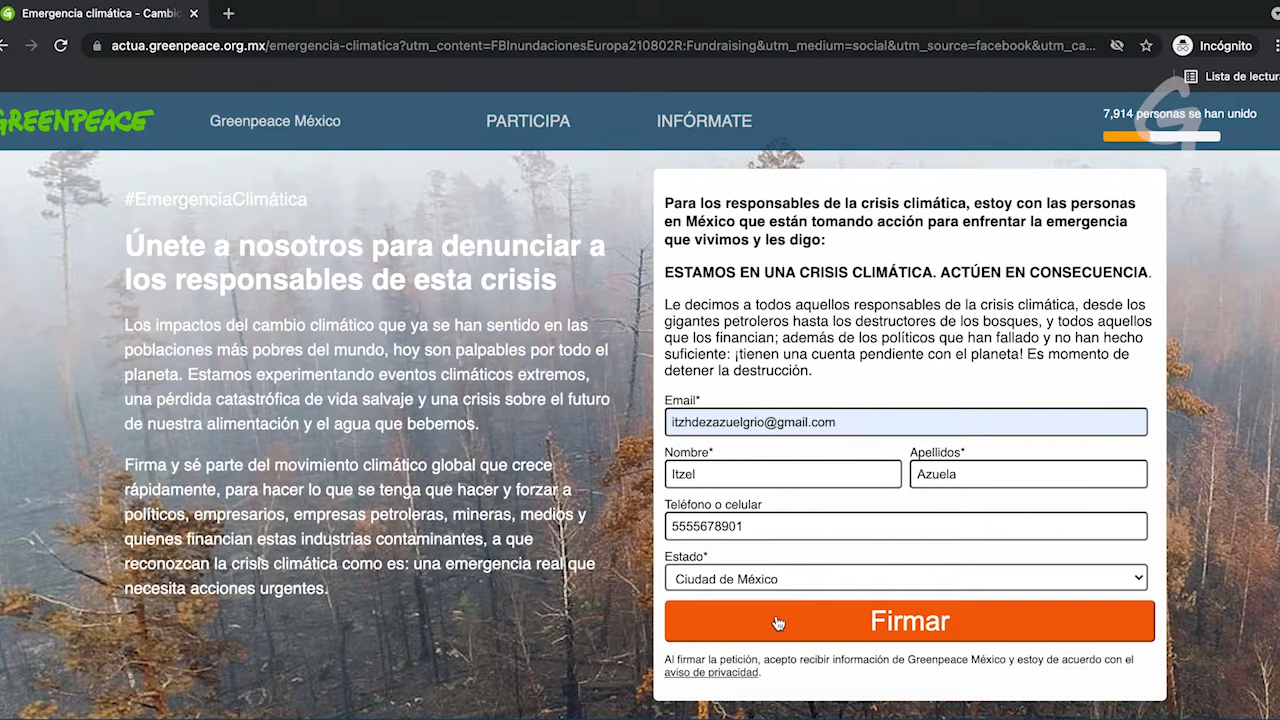 Emergencia climática - Cambio
actua.greenpeace.org.mx/emergencia-climatica?utm_content=FBInundacionesEuropa210802R:Fundraising&utm_medium=social&utm_source=facebook&utm_ca...
Incógnito
Lista de lectura
GREENPEACE
Greenpeace México
PARTICIPA
INFÓRMATE
7,914 personas se han unido
#EmergenciaClimática
Únete a nosotros para denunciar a
los responsables de esta crisis
Los impactos del cambio climático que ya se han sentido en las
poblaciones más pobres del mundo, hoy son palpables por todo el
planeta. Estamos experimentando eventos climáticos extremos,
una pérdida catastrófica de vida salvaje y una crisis sobre el futuro
de nuestra alimentación y el agua que bebemos.
Firma y sé parte del movimiento climático global que crece
rápidamente, para hacer lo que se tenga que hacer y forzar a
políticos, empresarios, empresas petroleras, mineras, medios y
quienes financian estas industrias contaminantes, a que
reconozcan la crisis climática como es: una emergencia real que
necesita acciones urgentes.
Para los responsables de la crisis climática, estoy con las personas
en México que están tomando acción para enfrentar la emergencia
que vivimos y les digo:
ESTAMOS EN UNA CRISIS CLIMÁTICA. ACTÚEN EN CONSECUENCIA.
Le decimos a todos aquellos responsables de la crisis climática, desde los
gigantes petroleros hasta los destructores de los bosques, y todos aquellos
que los financian; además de los políticos que han fallado y no han hecho
suficiente: ¡tienen una cuenta pendiente con el planeta! Es momento de
detener la destrucción.
Email*
itzhdezazuelgrio@gmail.com
Nombre*
Apellidos*
Itzel
Azuela
Teléfono o celular
5555678901
Estado*
Ciudad de México
Firmar
Al firmar la petición, acepto recibir información de Greenpeace México y estoy de acuerdo con el
aviso de privacidad.